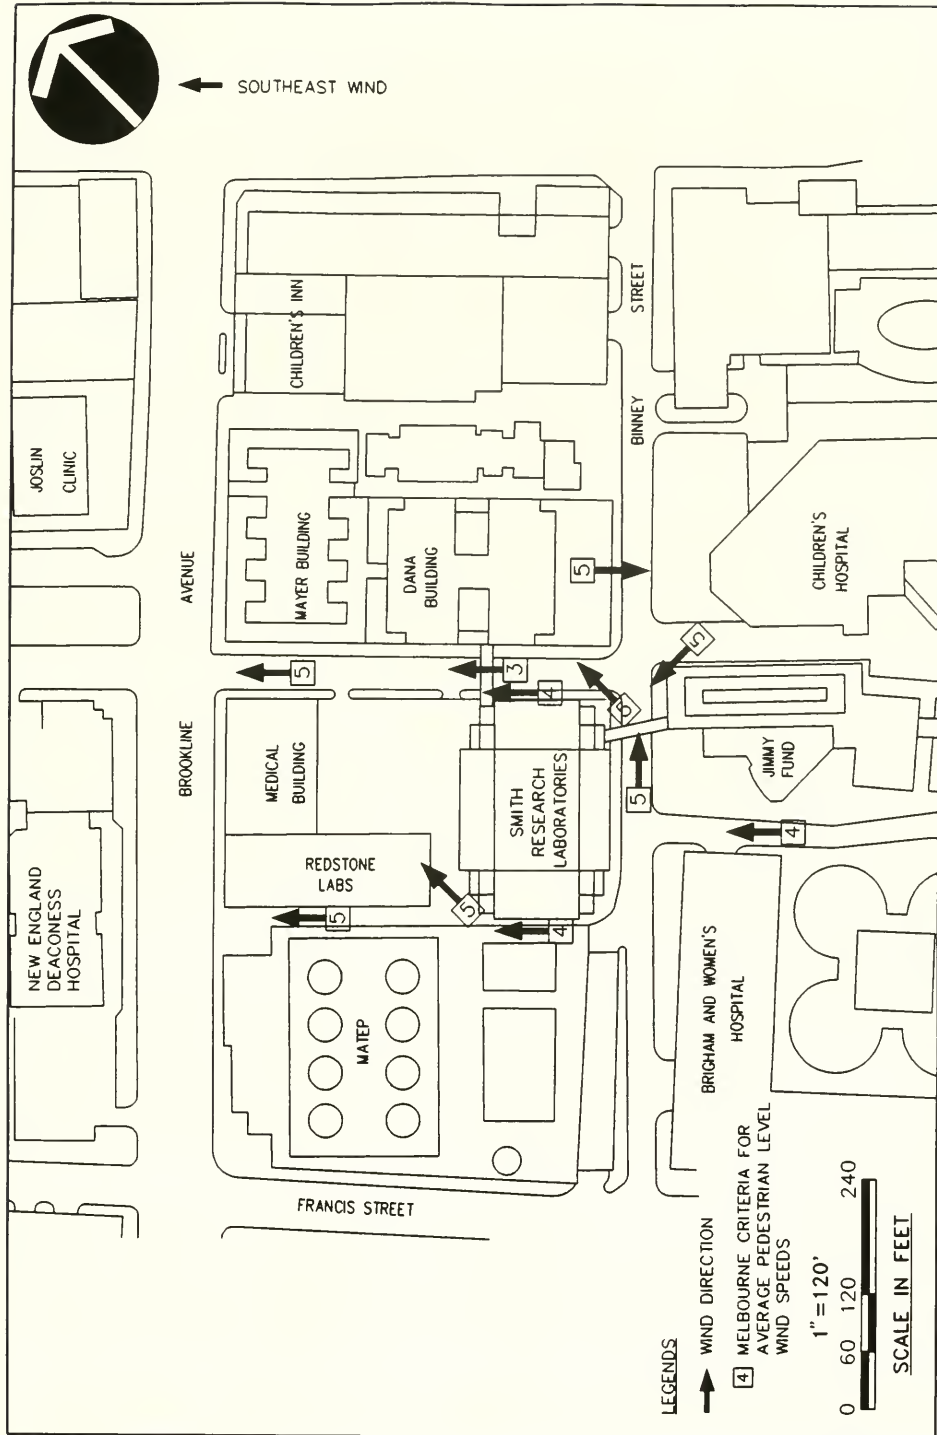 SOUTHEAST WIND
JOSLIN
CLINIC
AVENUE
BROOKLINE
NEW ENGLAND
DEACONESS
HOSPITAL
CHILDREN'S INN
STREET
BINNEY
MAYER BUILDING
DANA
BUILDING
CHILDREN'S
HOSPITAL
5
5
3
4
5
5
5
4
5
5
4
MEDICAL
BUILDING
SMITH
RESEARCH
LABORATORIES
JIMMY
FUND
REDSTONE
LABS
MATEP
BRIGHAM AND WOMEN'S
HOSPITAL
FRANCIS STREET
LEGENDS
WIND DIRECTION
4 MELBOURNE CRITERIA FOR
AVERAGE PEDESTRIAN LEVEL
WIND SPEEDS
1"=120'
0 60 120 240
SCALE IN FEET